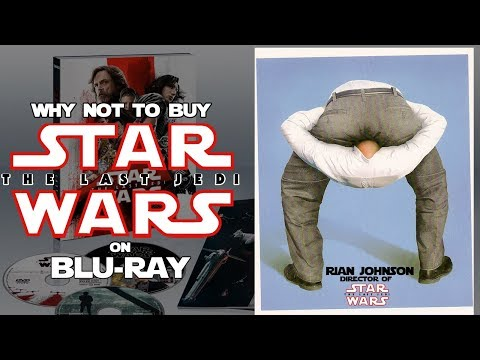 WHY NOT TO BUY
STAR
THE LAST JEDI
WARS
ON
BLU-RAY
RIAN JOHNSON
DIRECTOR OF
STAR
WARS